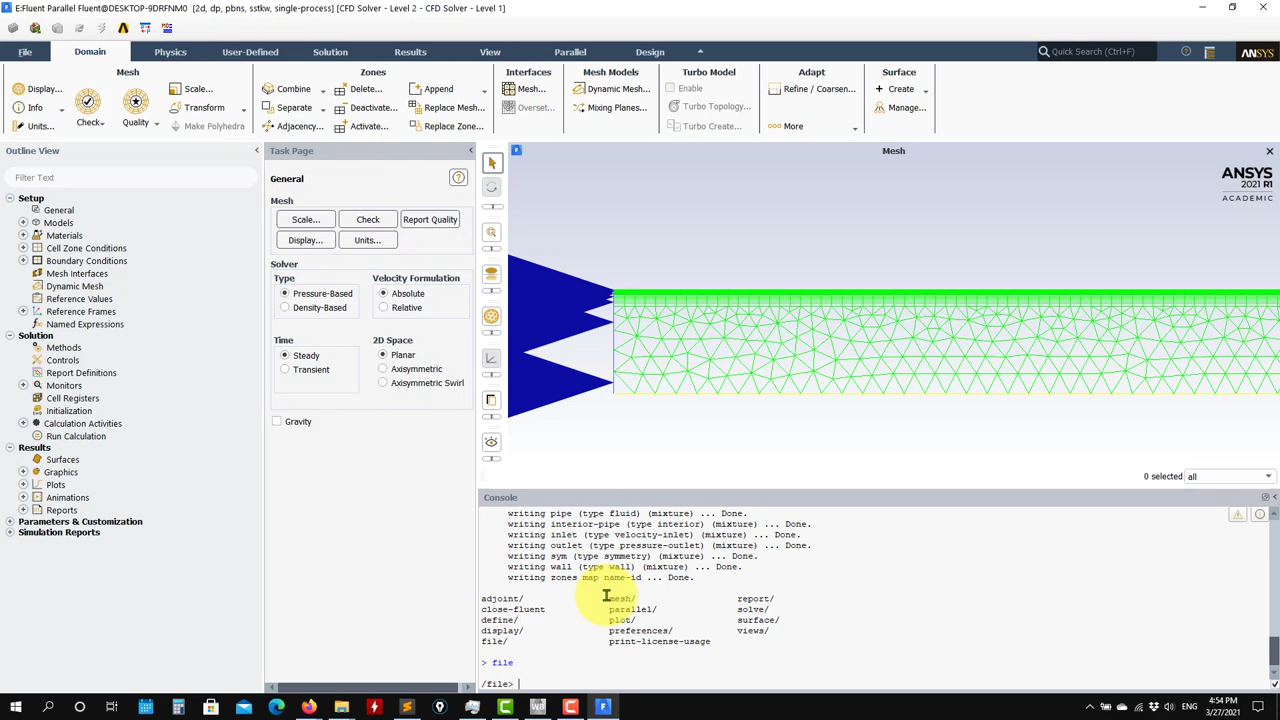 E:Fluent Parallel Fluent@DESKTOP-9DRFNM0 [2d, dp, pbns, sstkw, single-process] [CFD Solver - Level 2 - CFD Solver - Level 1]
File Domain Physics User-Defined Solution Results View Parallel Design
Quick Search (Ctrl+F)
ANSYS
Mesh
Display...
Info
Units...
Check
Quality
Scale...
Transform
Make Polyhedra
Zones
Combine
Separate
Adjacency...
Delete...
Deactivate...
Activate...
Append
Replace Mesh...
Replace Zone...
Interfaces
Mesh...
Overset...
Mesh Models
Dynamic Mesh...
Mixing Planes...
Turbo Model
Enable
Turbo Topology...
Turbo Create...
Adapt
Refine / Coarsen...
More
Surface
Create
Manage...
Outline View
Filter Text
Setup
General
Models
Materials
Cell Zone Conditions
Boundary Conditions
Mesh Interfaces
Dynamic Mesh
Reference Values
Reference Frames
Named Expressions
Solution
Methods
Controls
Report Definitions
Monitors
Cell Registers
Initialization
Calculation Activities
Run Calculation
Results
Surfaces
Graphics
Plots
Animations
Reports
Parameters & Customization
Simulation Reports
Task Page
General
Mesh
Scale... Check Report Quality
Display... Units...
Solver
Type
Pressure-Based
Density-Based
Velocity Formulation
Absolute
Relative
Time
Steady
Transient
2D Space
Planar
Axisymmetric
Axisymmetric Swirl
Gravity
Mesh
ANSYS
2021 R1
ACADEMIC
0 selected all
Console
writing pipe (type fluid) (mixture) ... Done.
writing interior-pipe (type interior) (mixture) ... Done.
writing inlet (type velocity-inlet) (mixture) ... Done.
writing outlet (type pressure-outlet) (mixture) ... Done.
writing sym (type symmetry) (mixture) ... Done.
writing wall (type wall) (mixture) ... Done.
writing zones map name-id ... Done.
adjoint/ mesh/ report/
close-fluent parallel/ solve/
define/ plot/ surface/
display/ preferences/ views/
file/ print-license-usage
> file
/file>
ENG
4:54 PM
3/27/2021